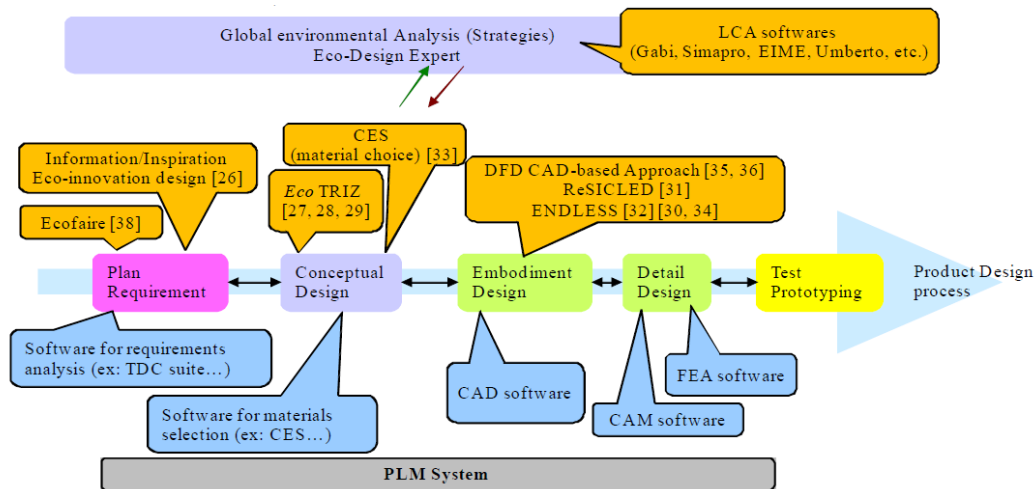 Global environmental Analysis (Strategies)
Eco-Design Expert
LCA softwares
(Gabi, Simapro, EIME, Umberto, etc.)
Information/Inspiration
Eco-innovation design [26]
CES
(material choice) [33]
Eco TRIZ
[27, 28, 29]
DFD CAD-based Approach [35, 36]
ReSICLED [31]
ENDLESS [32] [30, 34]
Ecofaire [38]
Plan
Requirement
Conceptual
Design
Embodiment
Design
Detail
Design
Test
Prototyping
Product Design
process
Software for requirements
analysis (ex: TDC suite…)
Software for materials
selection (ex: CES…)
CAD software
CAM software
FEA software
PLM System